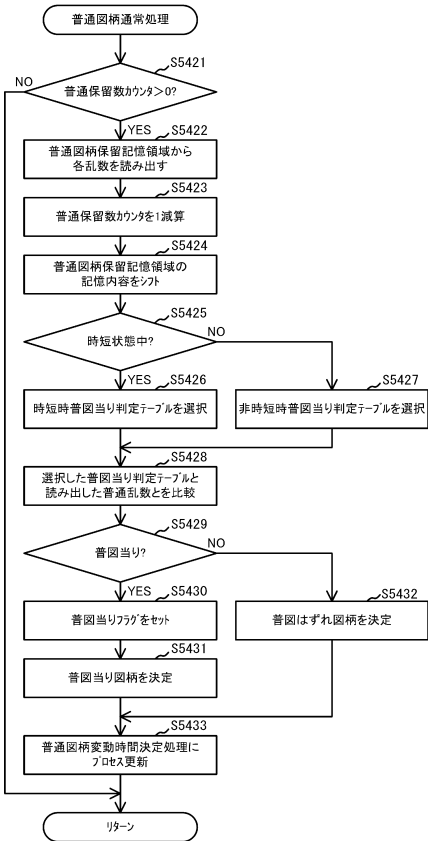 普通図柄通常処理
S5421
NO
普通保留数カウンタ>0?
YES
S5422
普通図柄保留記憶領域から
各乱数を読み出す
S5423
普通保留数カウンタを1減算
S5424
普通図柄保留記憶領域の
記憶内容をシフト
S5425
時短状態中?
NO
YES
S5426
時短時普図当り判定テーブルを選択
S5427
非時短時普図当り判定テーブルを選択
S5428
選択した普図当り判定テーブルと
読み出した普通乱数とを比較
S5429
普図当り?
NO
YES
S5430
普図当りフラグをセット
S5432
普図はずれ図柄を決定
S5431
普図当り図柄を決定
S5433
普通図柄変動時間決定処理に
プロセス更新
リターン